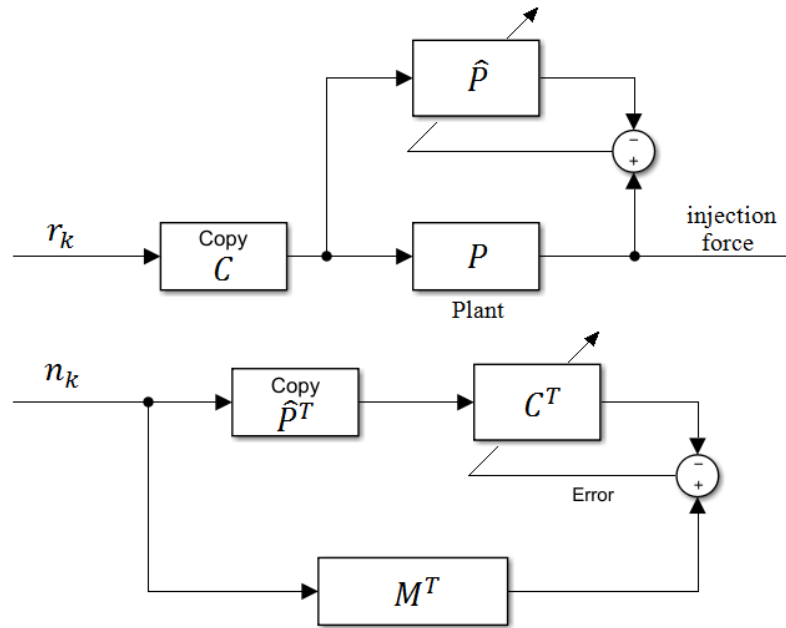 P̂
−
+
r_k
Copy
C
P
injection
force
Plant
n_k
Copy
P̂^T
C^T
−
+
Error
M^T